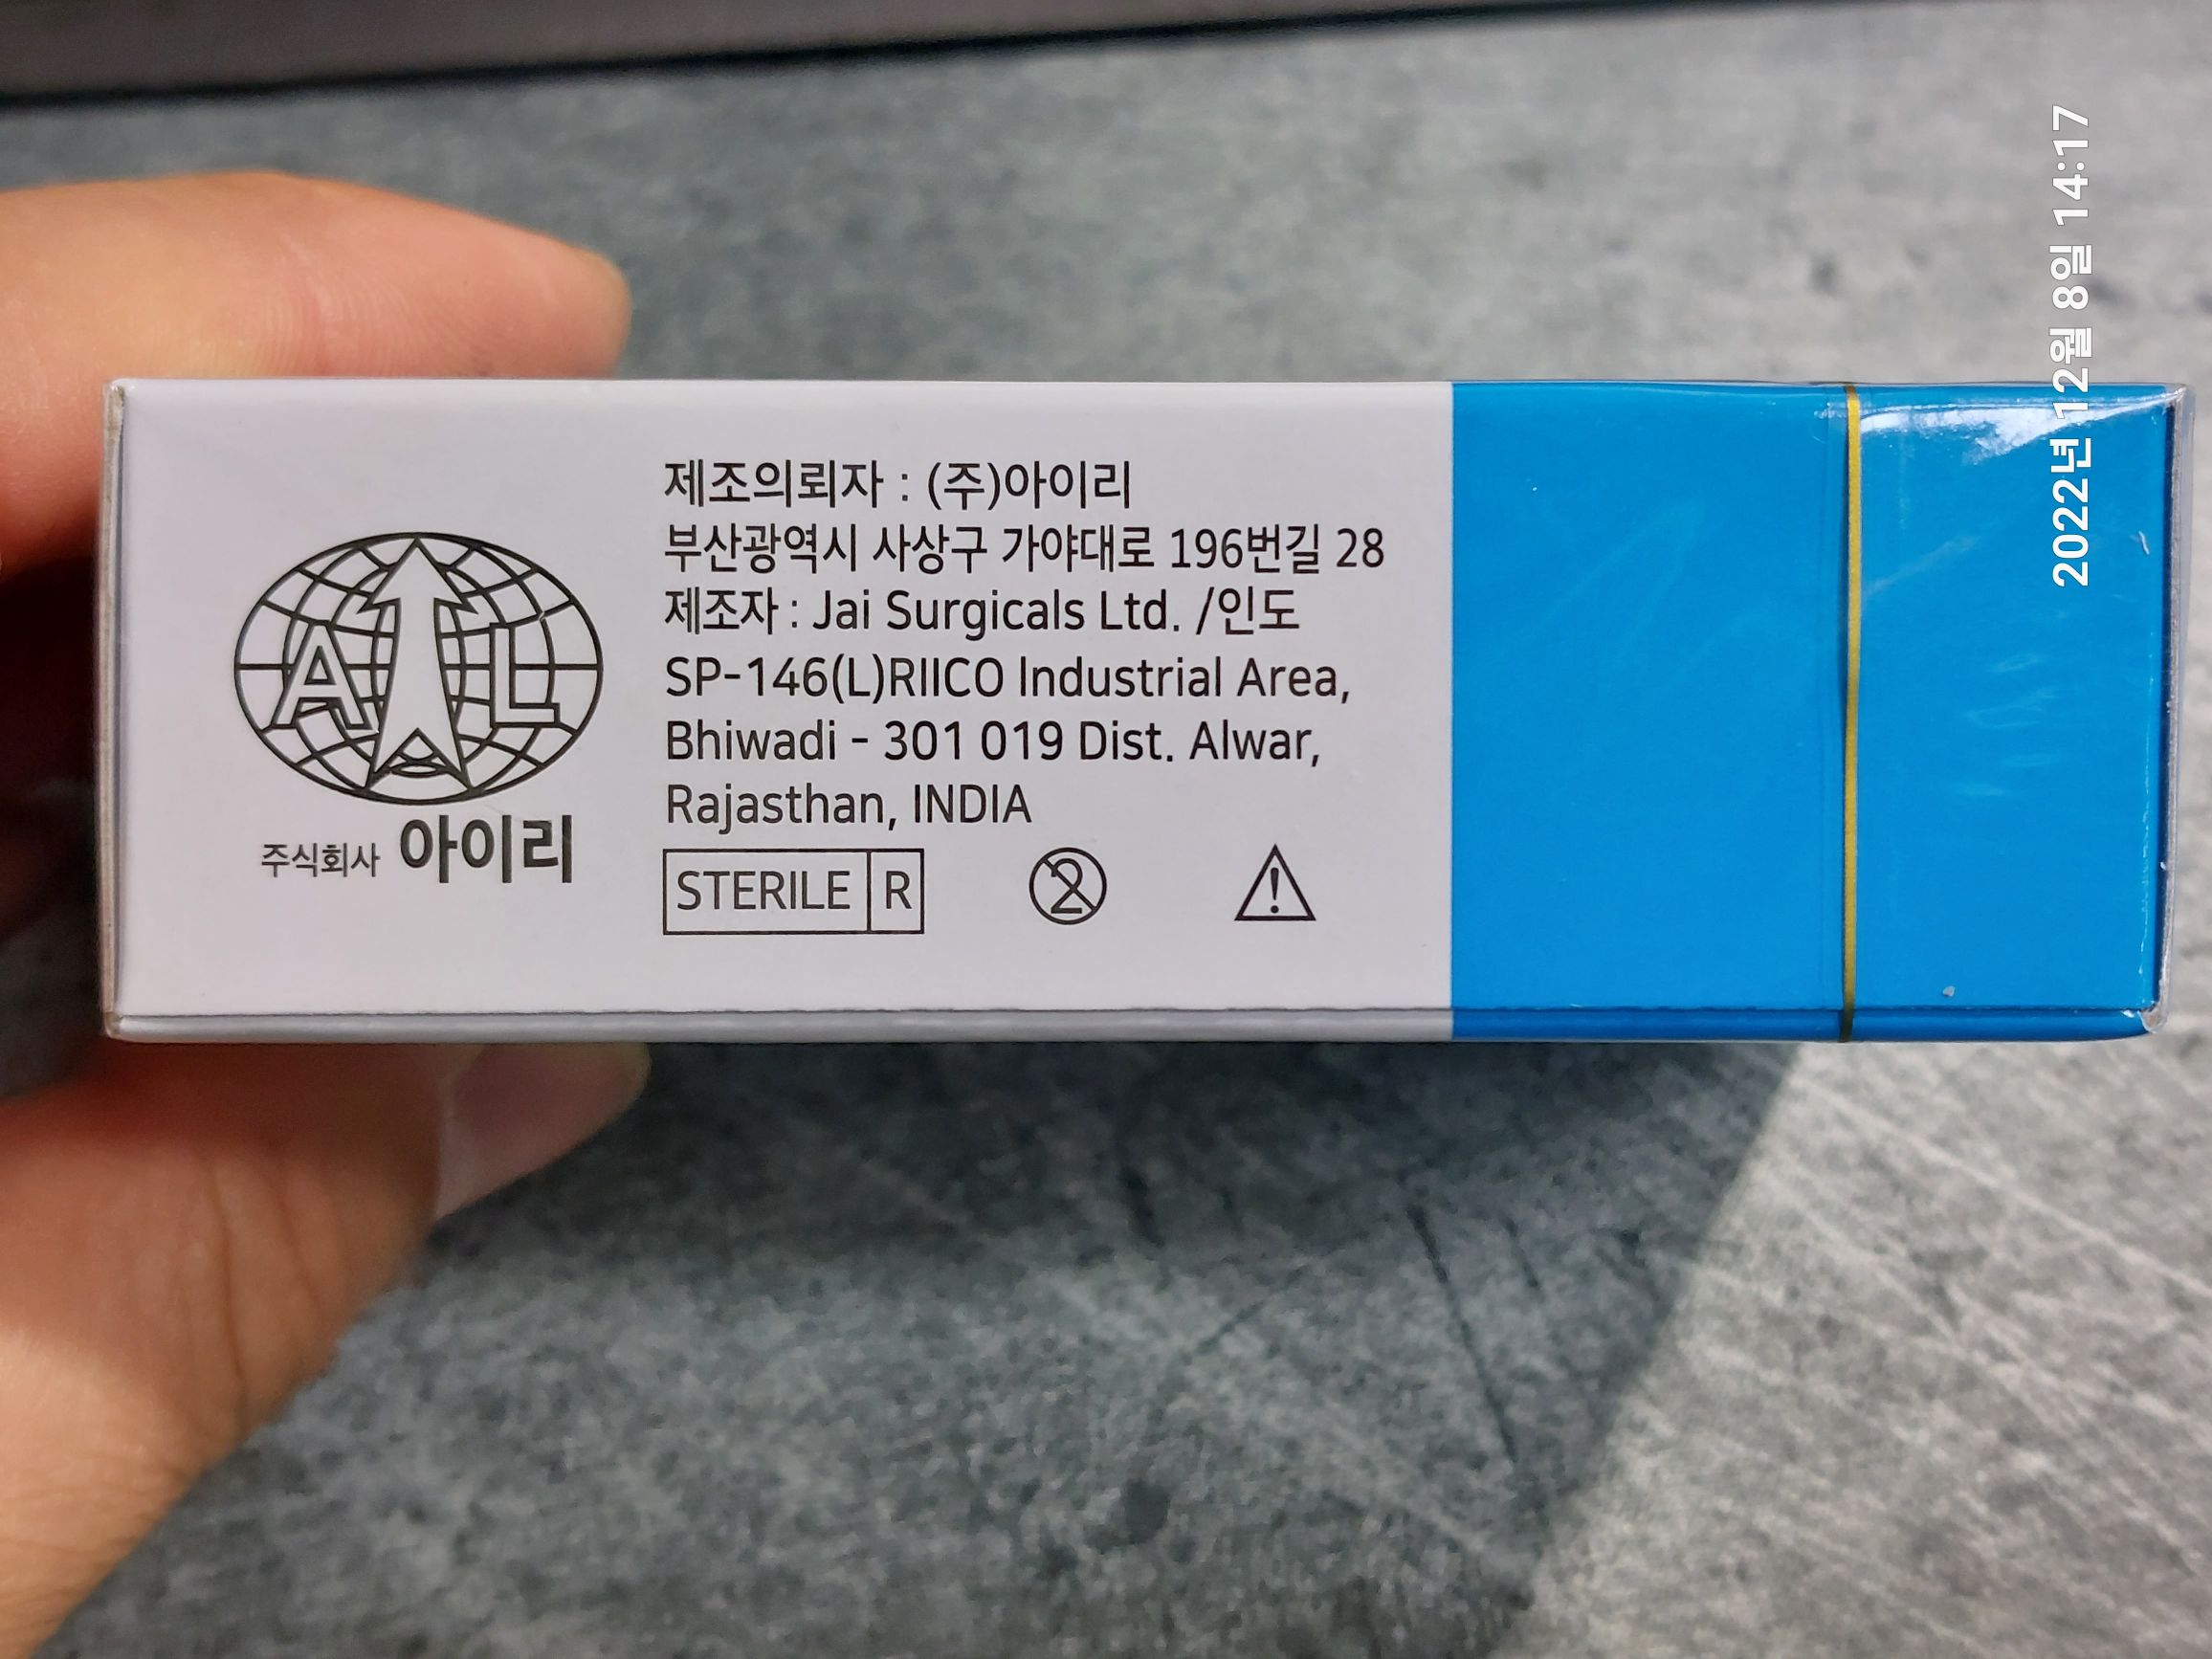 AIL
주식회사 아이리
제조의뢰자 : (주)아이리
부산광역시 사상구 가야대로 196번길 28
제조자 : Jai Surgicals Ltd. /인도
SP-146(L)RIICO Industrial Area,
Bhiwadi - 301 019 Dist. Alwar,
Rajasthan, INDIA
STERILE R
2
!
2022년 12월 8일 14:17